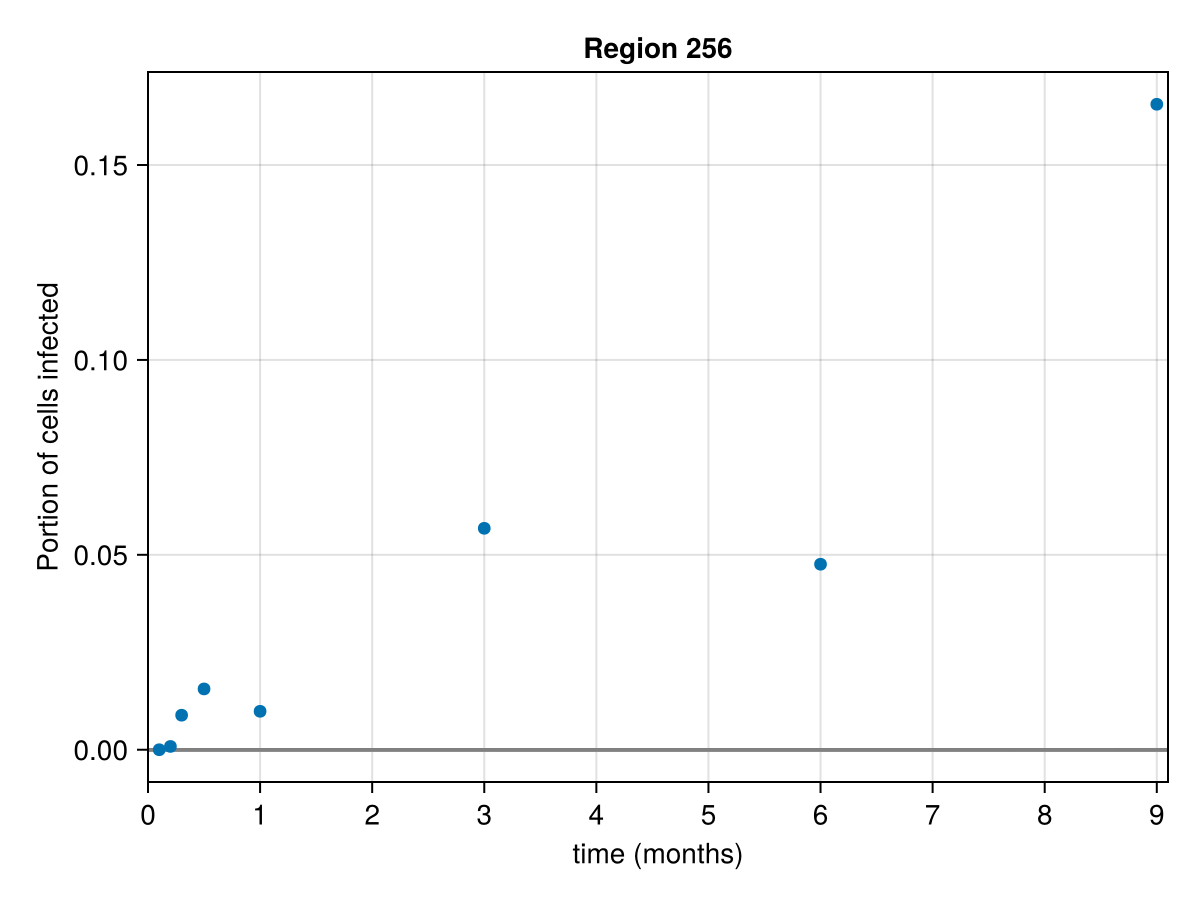 Region 256
Portion of cells infected
0.15
0.10
0.05
0.00
0 1 2 3 4 5 6 7 8 9
time (months)